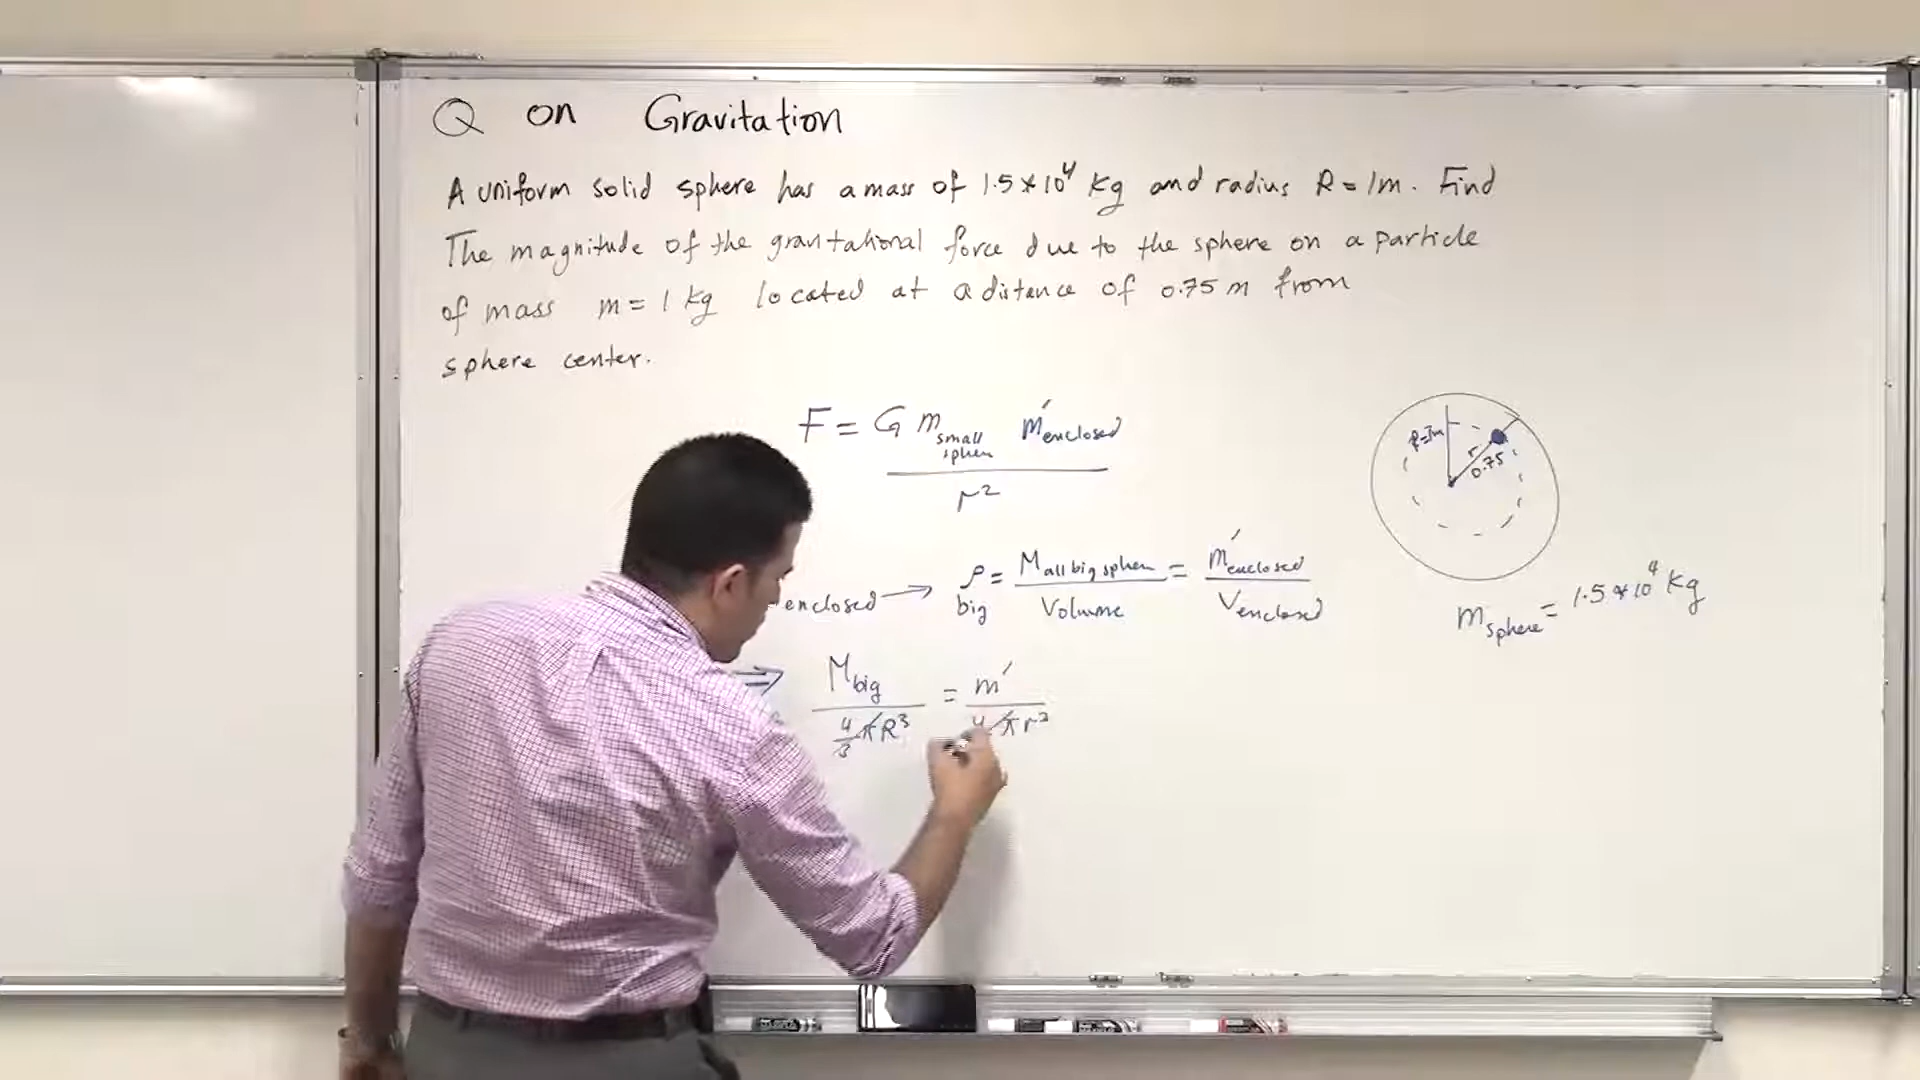 Q on Gravitation
A uniform solid sphere has a mass of 1.5*10⁴ kg and radius R=1m. Find
The magnitude of the gravitational force due to the sphere on a particle
of mass m=1 kg located at a distance of 0.75 m from
sphere center.
F = G m small sphere m' enclosed
r²
enclosed → ρ big = M all big sphere / Volume = m' enclosed / V enclosed
M big / 4/3 π R³ = m' / 4 π r³
r
0.75
m sphere = 1.5*10⁴ kg